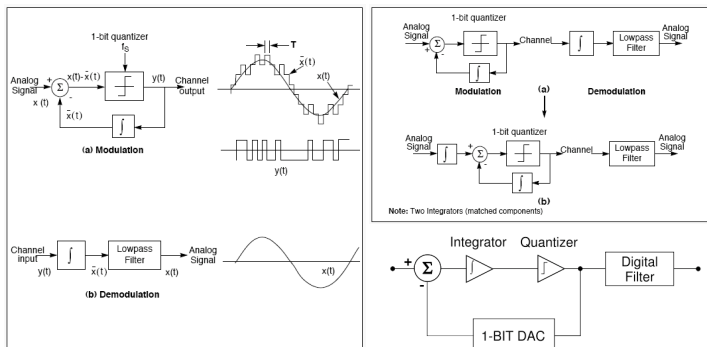 1-bit quantizer
fS
T
Analog
Signal
x (t)
+
Σ
-
x(t)- x̄(t)
y(t)
Channel
output
x̄(t)
∫
x̄(t)
x(t)
(a) Modulation
y(t)
Channel
input
y(t)
∫
x̄(t)
Lowpass
Filter
x(t)
Analog
Signal
x(t)
(b) Demodulation
1-bit quantizer
Analog
Signal
+
Σ
-
∫
Channel
∫
Lowpass
Filter
Analog
Signal
Modulation
(a)
Demodulation
1-bit quantizer
Analog
Signal
∫
+
Σ
-
∫
Channel
Lowpass
Filter
Analog
Signal
(b)
Note: Two Integrators (matched components)
Integrator
Quantizer
+
Σ
-
∫
Digital
Filter
1-BIT DAC